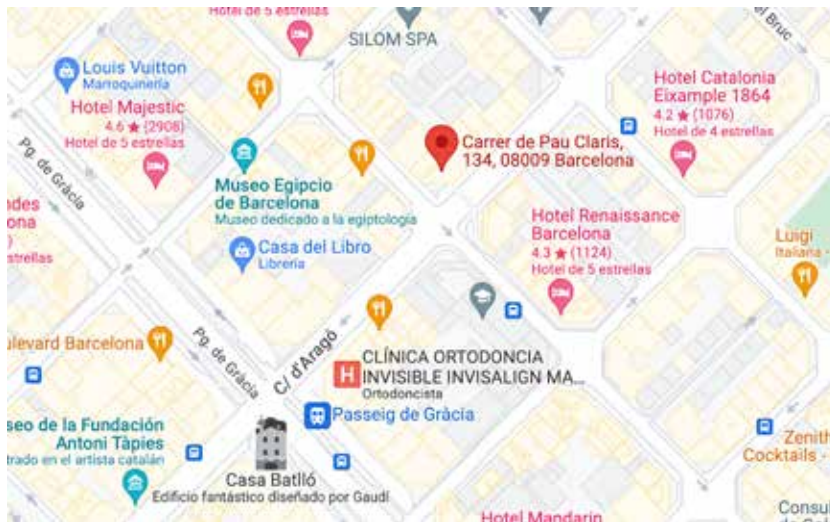 Hotel de 5 estrellas
SILOM SPA
el Bruc
Louis Vuitton
Marroquinería
Hotel Majestic
4.6 ★ (2908)
Hotel de 5 estrellas
Hotel Catalonia
Eixample 1864
4.2 ★ (1076)
Hotel de 4 estrellas
Pg. de Gràcia
Carrer de Pau Claris,
134, 08009 Barcelona
Museo Egipcio
de Barcelona
Museo dedicado a la egiptología
ndes
ona
)
strellas
Hotel Renaissance
Barcelona
4.3 ★ (1124)
Hotel de 5 estrellas
Luigi
Italiana -
Casa del Libro
Librería
ulevard Barcelona
Pg. de Gràcia
C/ d'Aragó
H
CLÍNICA ORTODONCIA
INVISIBLE INVISALIGN MA...
Ortodoncista
Passeig de Gràcia
seo de la Fundación
Antoni Tàpies
trado en el artista catalán
Casa Batlló
Edificio fantástico diseñado por Gaudí
Zenith
Cocktails -
Hotel Mandarin
Consu